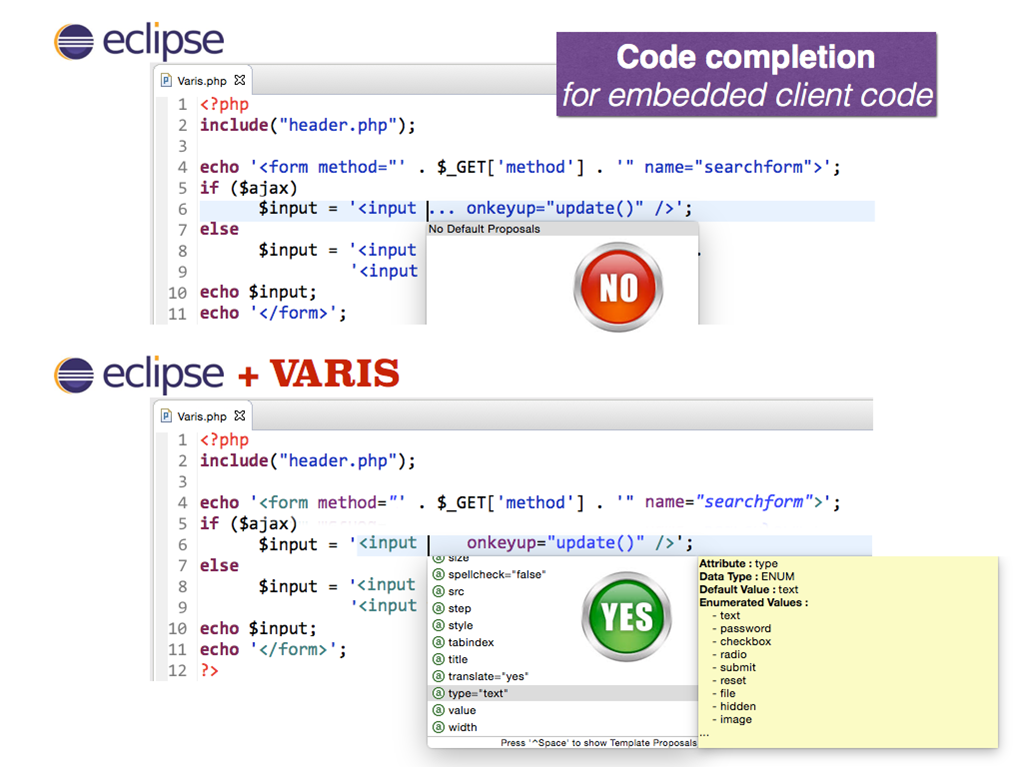 eclipse
Code completion
for embedded client code
Varis.php
1 <?php
2 include("header.php");
3
4 echo '<form method="' . $_GET['method'] . '" name="searchform">';
5 if ($ajax)
6 $input = '<input ... onkeyup="update()" />';
No Default Proposals
7 else
8 $input = '<input
9 '<input
NO
10 echo $input;
11 echo '</form>';
eclipse + VARIS
Varis.php
1 <?php
2 include("header.php");
3
4 echo '<form method="' . $_GET['method'] . '" name="searchform">';
5 if ($ajax)
6 $input = '<input onkeyup="update()" />';
7 else
8 $input = '<input
9 '<input
10 echo $input;
11 echo '</form>';
12 ?>
size
spellcheck="false"
src
step
style
tabindex
title
translate="yes"
type="text"
value
width
Press '^Space' to show Template Proposals
YES
Attribute : type
Data Type : ENUM
Default Value : text
Enumerated Values :
- text
- password
- checkbox
- radio
- submit
- reset
- file
- hidden
- image
...